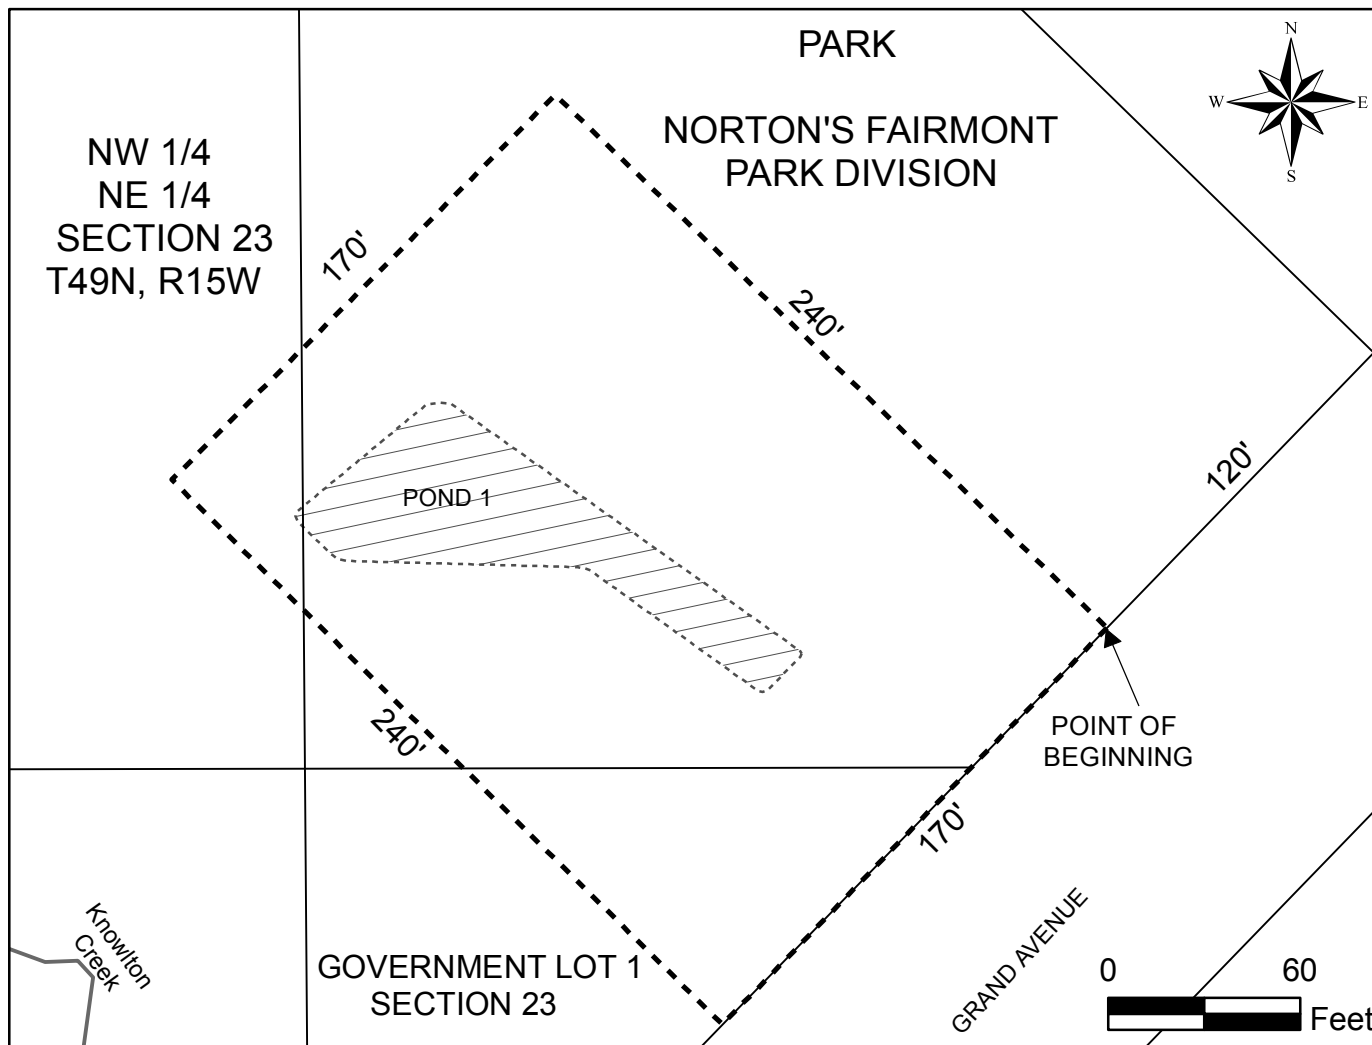 PARK
NORTON'S FAIRMONT
PARK DIVISION
N
W
E
S
NW 1/4
NE 1/4
SECTION 23
T49N, R15W
170'
240'
120'
POND 1
240'
POINT OF
BEGINNING
170'
Knowlton
Creek
GOVERNMENT LOT 1
SECTION 23
GRAND AVENUE
0
60
Feet